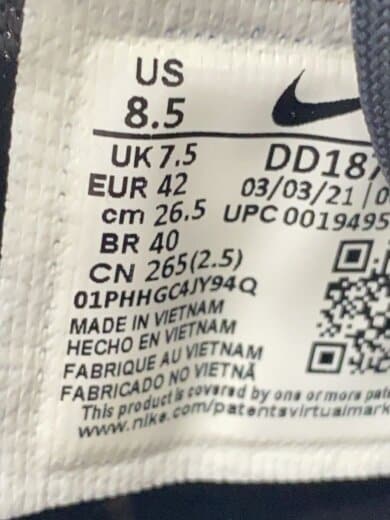 US
8.5
UK 7.5
DD187
EUR 42
03/03/21
cm 26.5
UPC 0019495
BR 40
CN 265(2.5)
01PHHGC4JY94Q
MADE IN VIETNAM
HECHO EN VIETNAM
FABRIQUE AU VIETNAM
FABRICADO NO VIETNÃ
This product is covered by one or more
www.nike.com/patentsvirtualmark